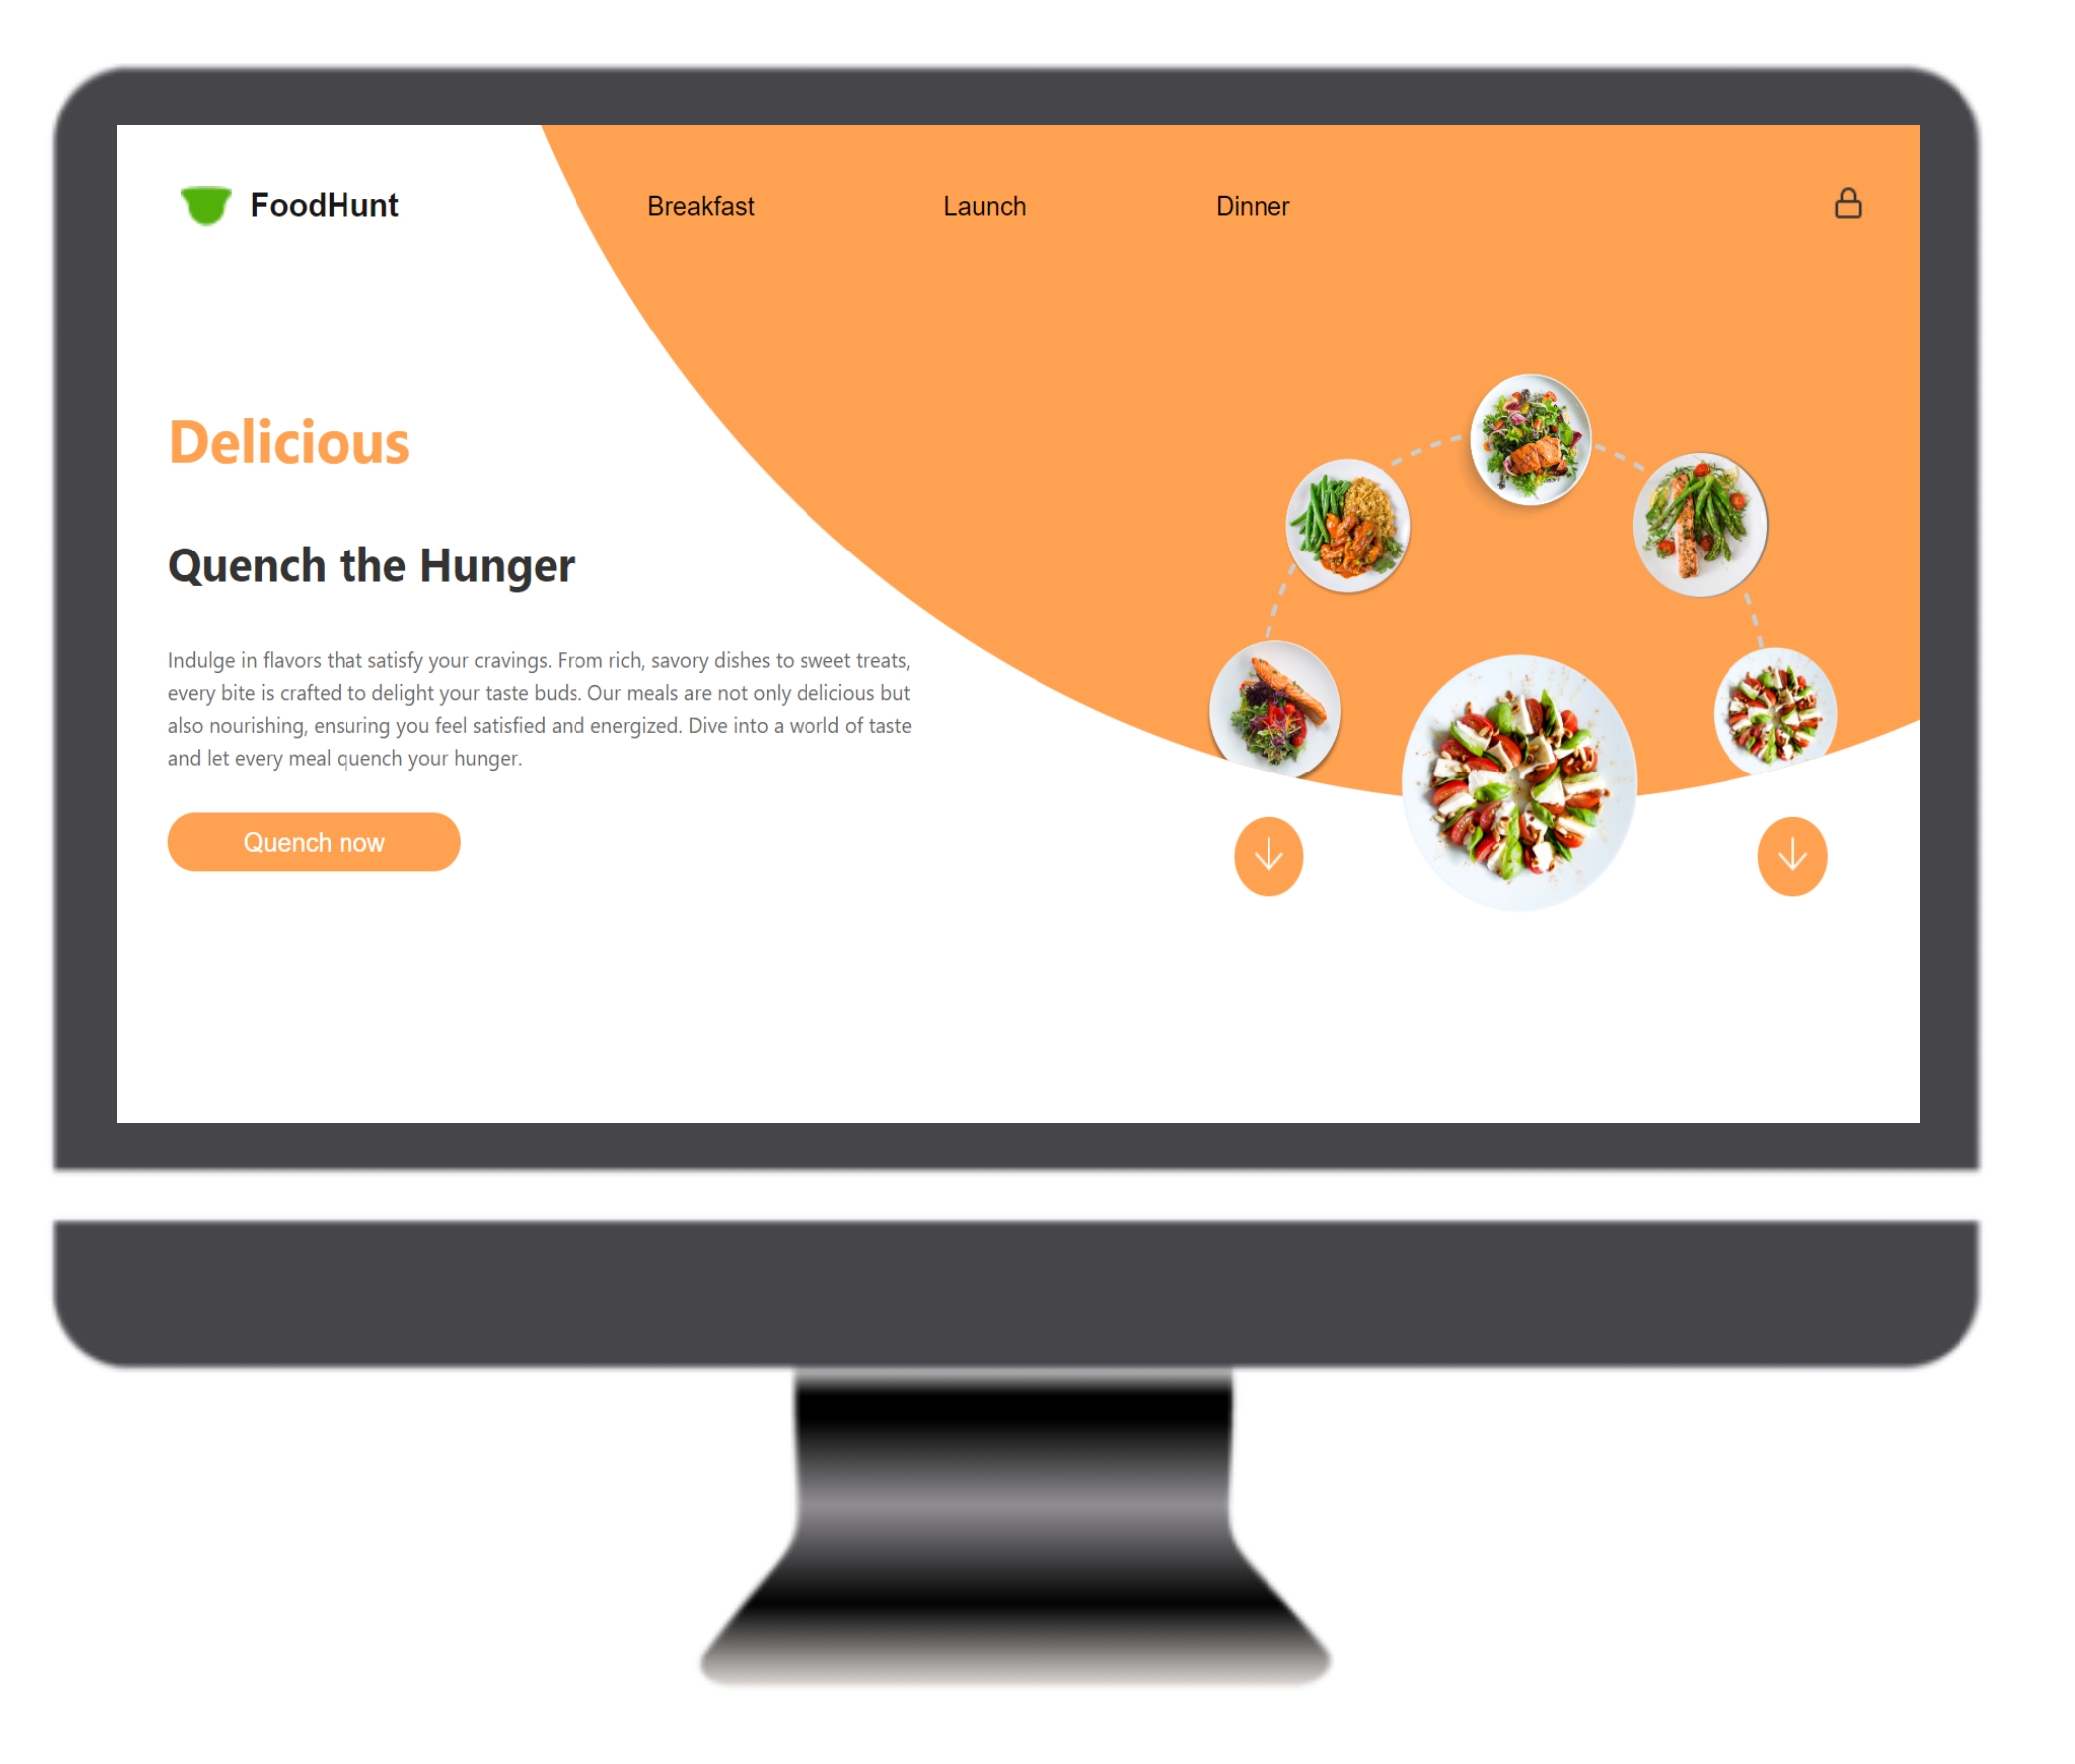 FoodHunt
Breakfast
Launch
Dinner
Delicious
Quench the Hunger
Indulge in flavors that satisfy your cravings. From rich, savory dishes to sweet treats,
every bite is crafted to delight your taste buds. Our meals are not only delicious but
also nourishing, ensuring you feel satisfied and energized. Dive into a world of taste
and let every meal quench your hunger.
Quench now